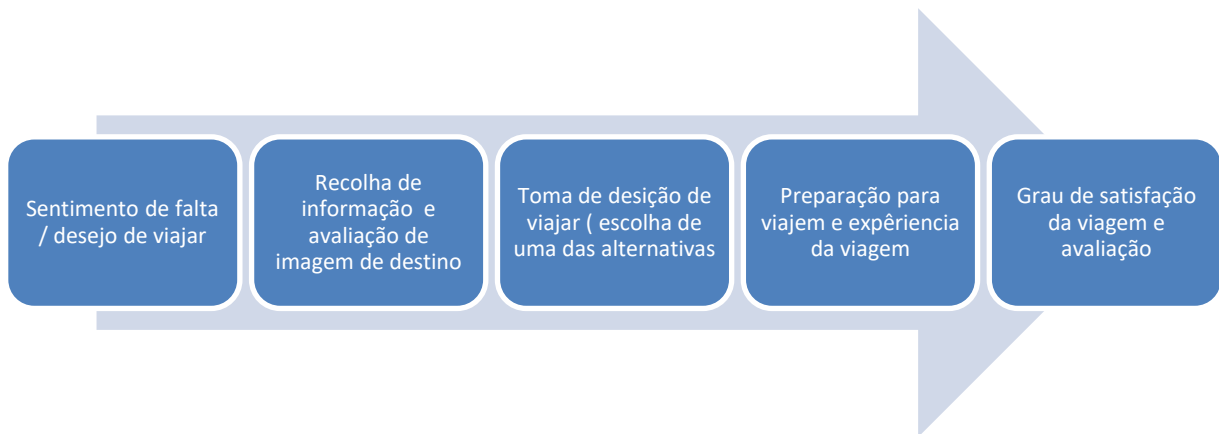 Sentimento de falta
/ desejo de viajar
Recolha de
informação e
avaliação de
imagem de destino
Toma de desição de
viajar ( escolha de
uma das alternativas
Preparação para
viajem e expêriencia
da viagem
Grau de satisfação
da viagem e
avaliação